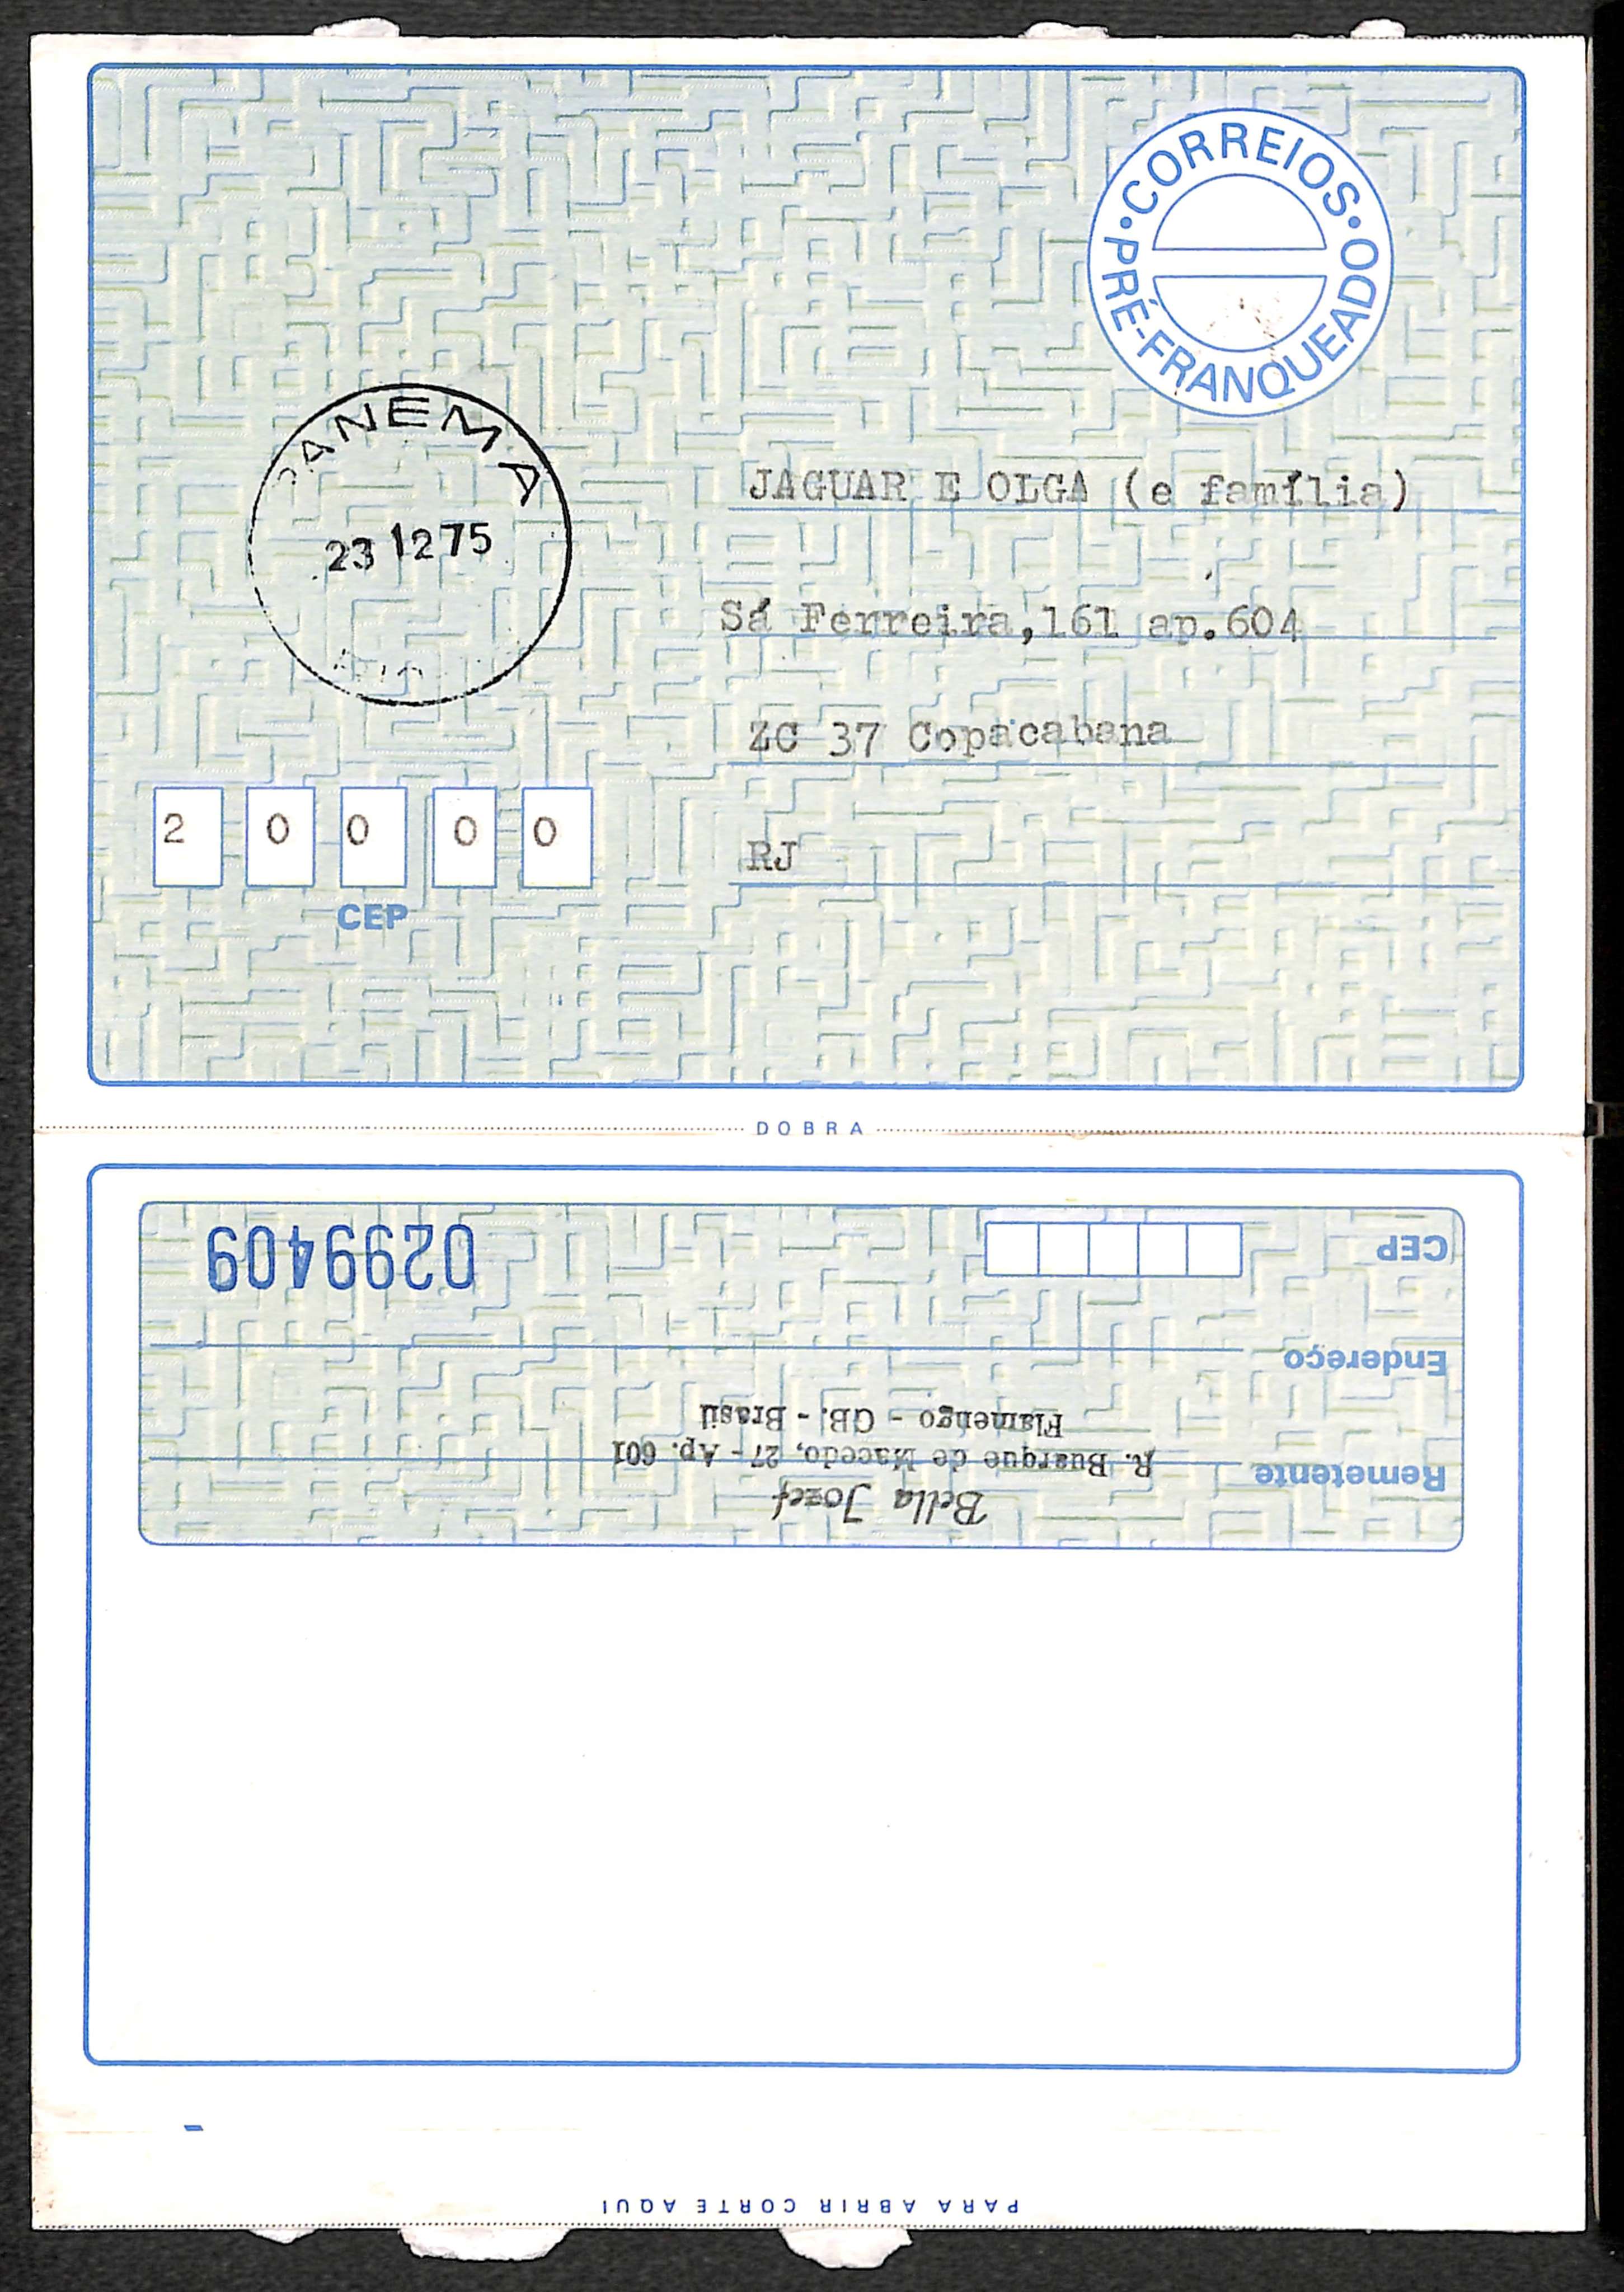 CORREIOS
PRÉ-FRANQUEADO
PANEMA
23 12 75
JAGUAR E OLGA (e família)
Sá Ferreira,161 ap.604
ZC 37 Copacabana
RJ
2 0 0 0 0
CEP
DOBRA
Remetente
Bella Jozef
R. Buarque de Macedo, 27 - Ap. 601
Flamengo - GB. - Brasil
Endereço
CEP
0299409
PARA ABRIR CORTE AQUI